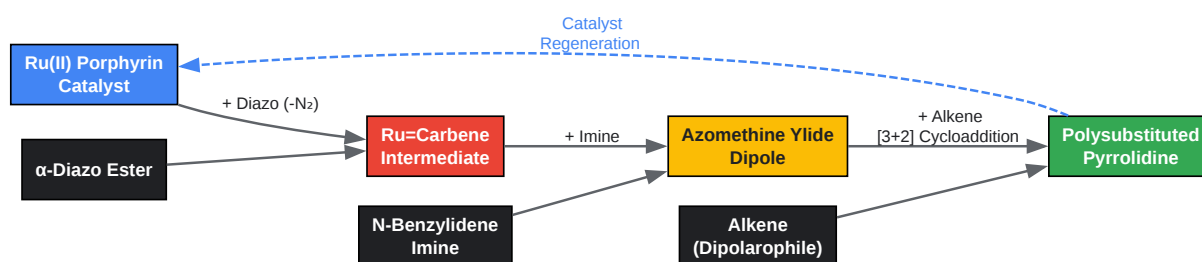 Catalyst
Regeneration
Ru(II) Porphyrin
Catalyst
+ Diazo (-N₂)
α-Diazo Ester
Ru=Carbene
Intermediate
+ Imine
N-Benzylidene
Imine
Azomethine Ylide
Dipole
+ Alkene
[3+2] Cycloaddition
Alkene
(Dipolarophile)
Polysubstituted
Pyrrolidine